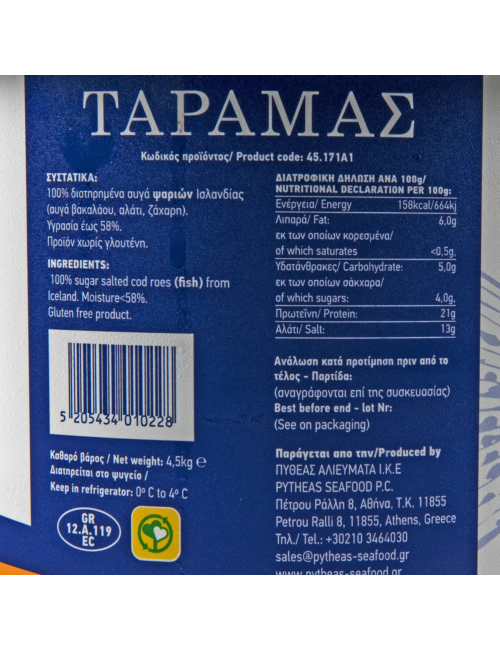 ΤΑΡΑΜΑΣ
Κωδικός προϊόντος/ Product code: 45.171A1
ΣΥΣΤΑΤΙΚΑ:
100% διατηρημένα αυγά ψαριών Ισλανδίας
(αυγά βακαλάου, αλάτι, ζάχαρη).
Υγρασία έως 58%.
Προϊόν χωρίς γλουτένη.
INGREDIENTS:
100% sugar salted cod roes (fish) from
Iceland. Moisture<58%.
Gluten free product.
5 205434 010228
Καθαρό βάρος / Net weight: 4,5kg e
Διατηρείται στο ψυγείο /
Keep in refrigerator: 0° C to 4° C
GR
12.A.119
EC
ΔΙΑΤΡΟΦΙΚΗ ΔΗΛΩΣΗ ΑΝΑ 100g/
NUTRITIONAL DECLARATION PER 100g:
Ενέργεια/ Energy 158kcal/664kj
Λιπαρά/ Fat: 6,0g
εκ των οποίων κορεσμένα/
of which saturates <0,5g,
Υδατάνθρακες/ Carbohydrate: 5,0g
εκ των οποίων σάκχαρα/
of which sugars: 4,0g,
Πρωτεΐνη/ Protein: 21g
Αλάτι/ Salt: 13g
Ανάλωση κατά προτίμηση πριν από το
τέλος - Παρτίδα:
(αναγράφονται επί της συσκευασίας)
Best before end - lot Nr:
(See on packaging)
Παράγεται απο την/Produced by
ΠΥΘΕΑΣ ΑΛΙΕΥΜΑΤΑ Ι.Κ.Ε
PYTHEAS SEAFOOD P.C.
Πέτρου Ράλλη 8, Αθήνα, Τ.Κ. 11855
Petrou Ralli 8, 11855, Athens, Greece
Τηλ./ Tel.: +30210 3464030
sales@pytheas-seafood.gr
www.pytheas-seafood.gr